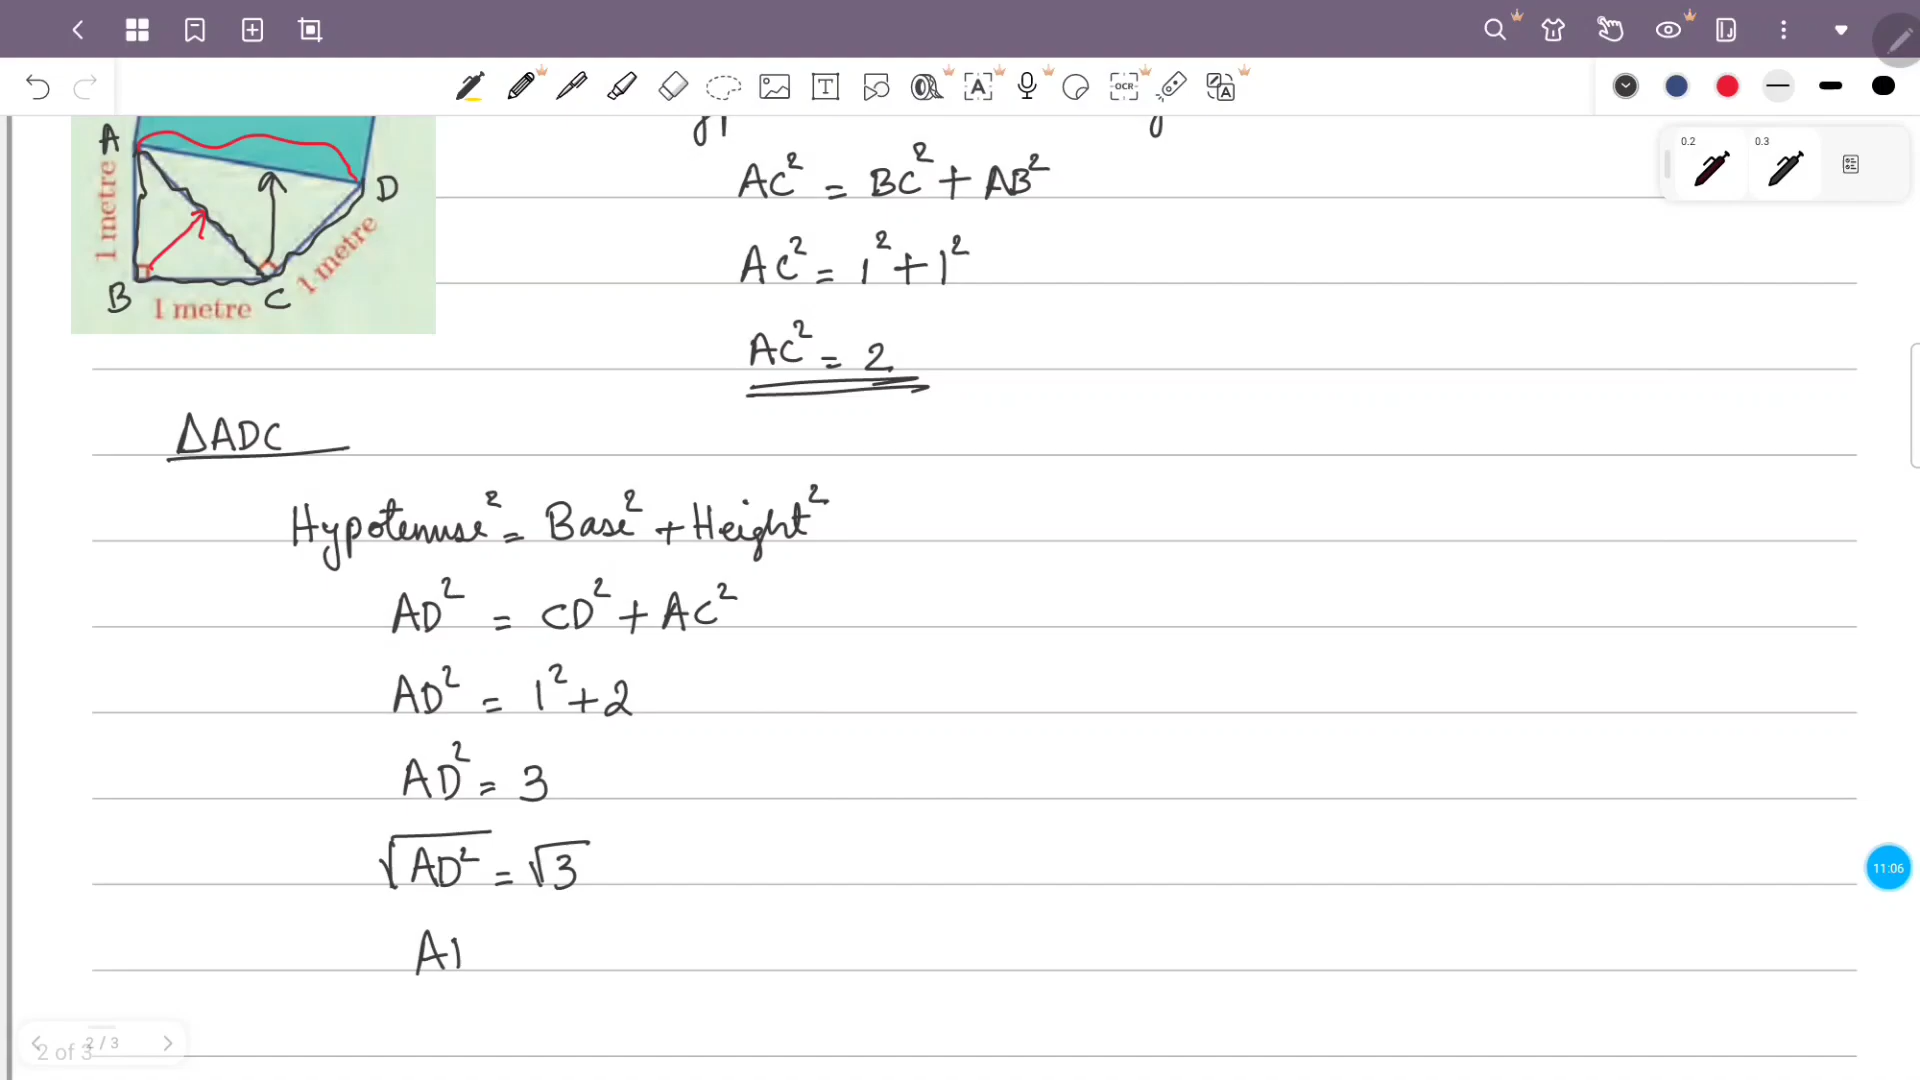 A
D
1 metre
1 metre
B
1 metre
C
AC² = BC² + AB²
AC² = 1² + 1²
AC² = 2
ΔADC
Hypotenuse² = Base² + Height²
AD² = CD² + AC²
AD² = 1² + 2
AD² = 3
√AD² = √3
A
0.2
0.3
T
A
OCR
A
11:06
2 / 3
2 of 3